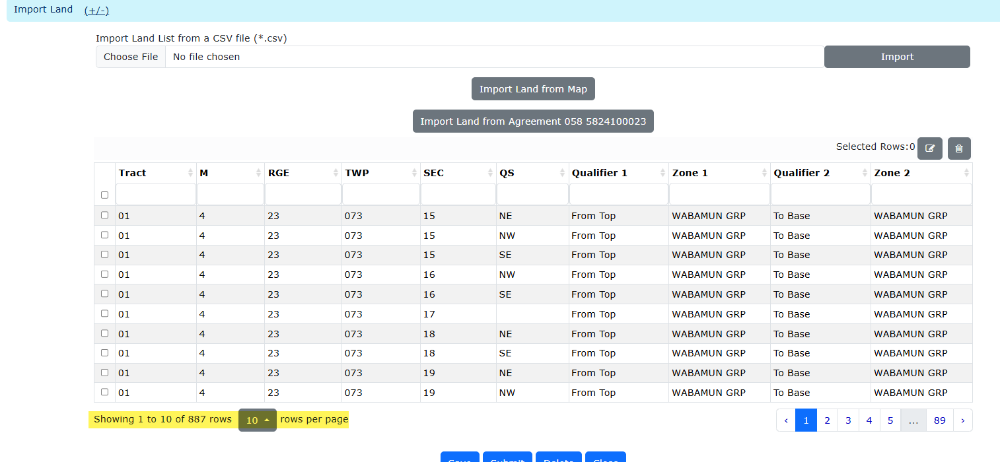 Import Land (+/-)
Import Land List from a CSV file (*.csv)
Choose File No file chosen Import
Import Land from Map
Import Land from Agreement 058 5824100023
Selected Rows:0
Tract M RGE TWP SEC QS Qualifier 1 Zone 1 Qualifier 2 Zone 2
01 4 23 073 15 NE From Top WABAMUN GRP To Base WABAMUN GRP
01 4 23 073 15 NW From Top WABAMUN GRP To Base WABAMUN GRP
01 4 23 073 15 SE From Top WABAMUN GRP To Base WABAMUN GRP
01 4 23 073 16 NW From Top WABAMUN GRP To Base WABAMUN GRP
01 4 23 073 16 SE From Top WABAMUN GRP To Base WABAMUN GRP
01 4 23 073 17 From Top WABAMUN GRP To Base WABAMUN GRP
01 4 23 073 18 NE From Top WABAMUN GRP To Base WABAMUN GRP
01 4 23 073 18 SE From Top WABAMUN GRP To Base WABAMUN GRP
01 4 23 073 19 NE From Top WABAMUN GRP To Base WABAMUN GRP
01 4 23 073 19 NW From Top WABAMUN GRP To Base WABAMUN GRP
Showing 1 to 10 of 887 rows 10 rows per page ‹ 1 2 3 4 5 ... 89 ›
Save Submit Delete Close